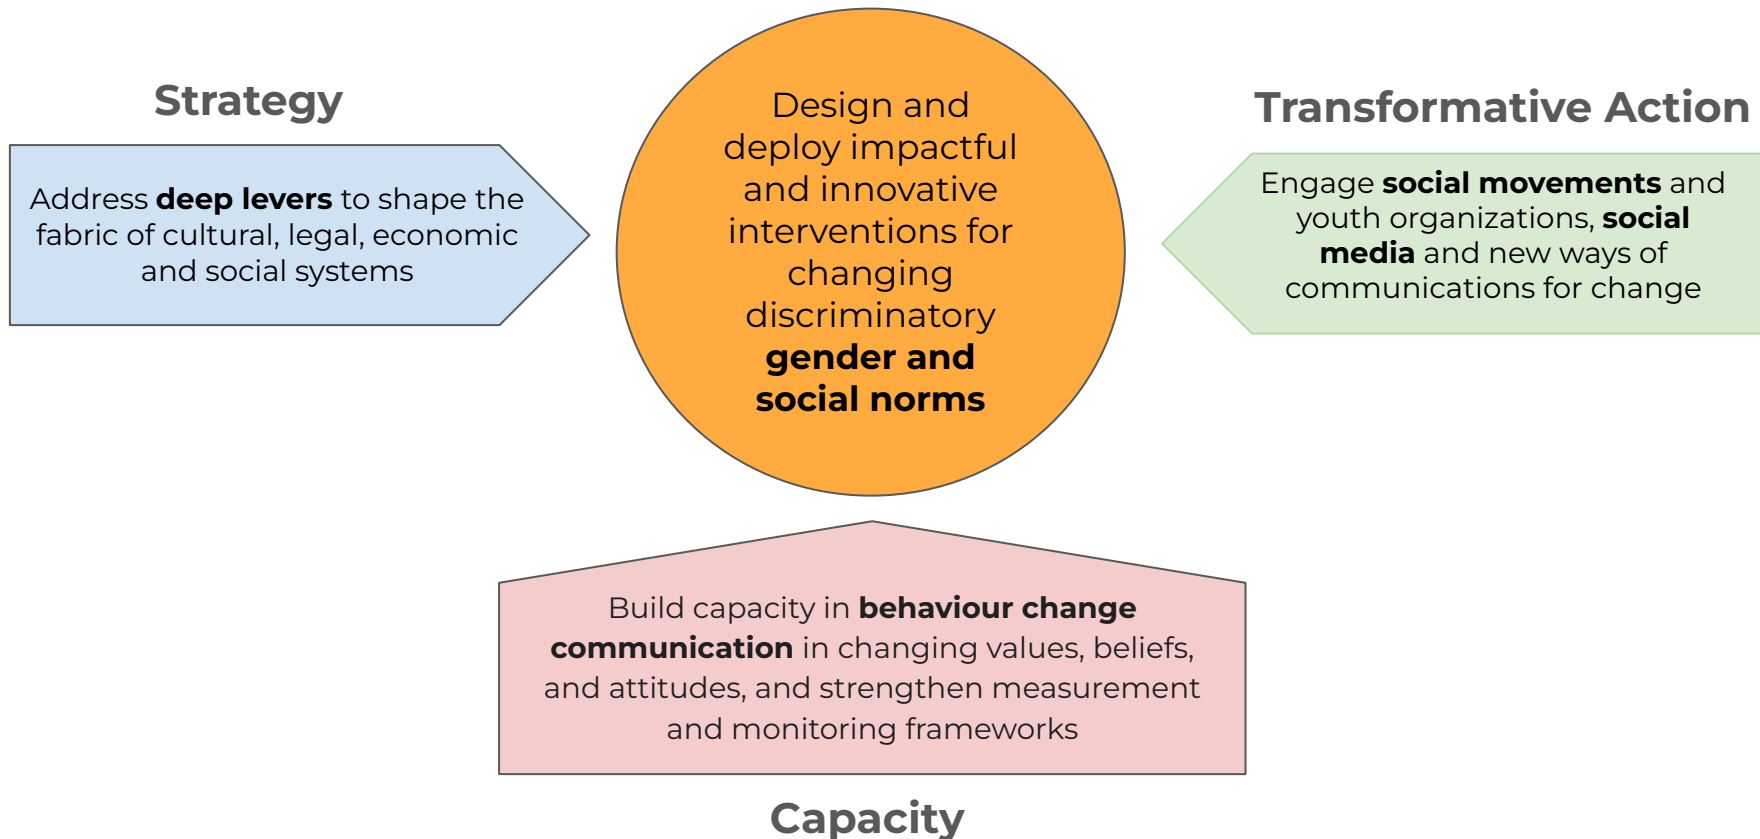 Strategy
Address deep levers to shape the
fabric of cultural, legal, economic
and social systems
Design and
deploy impactful
and innovative
interventions for
changing
discriminatory
gender and
social norms
Transformative Action
Engage social movements and
youth organizations, social
media and new ways of
communications for change
Build capacity in behaviour change
communication in changing values, beliefs,
and attitudes, and strengthen measurement
and monitoring frameworks
Capacity